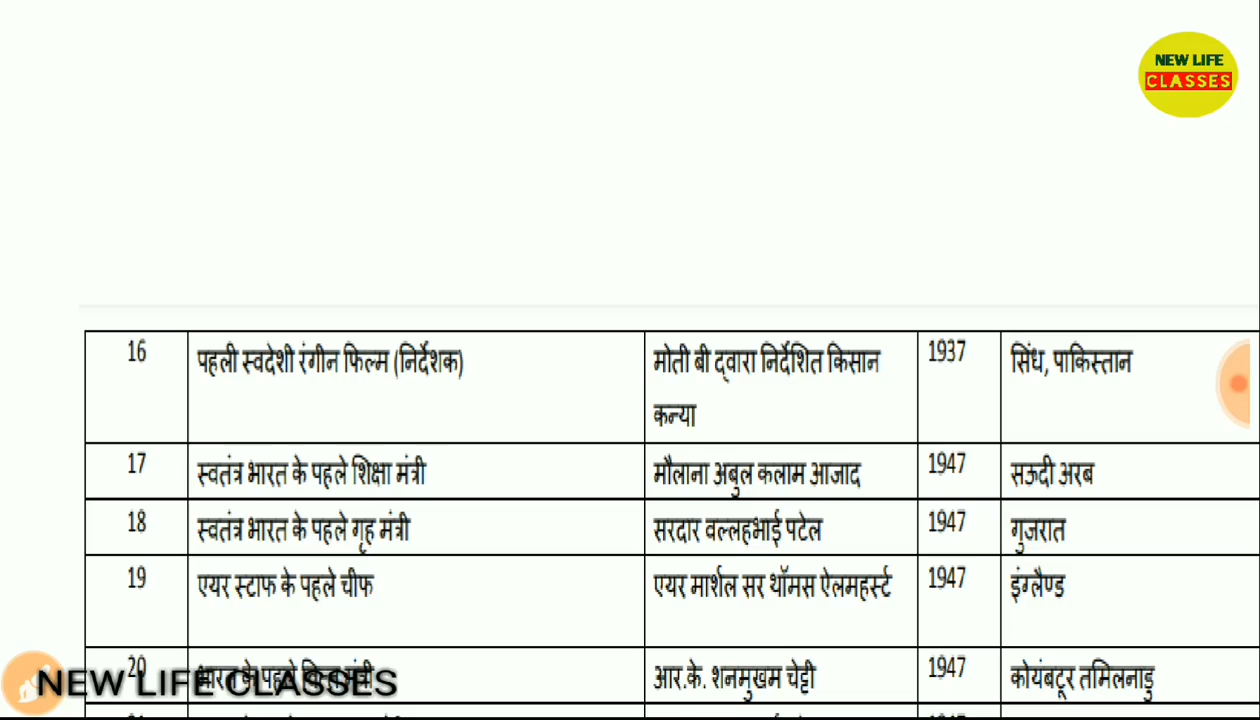 NEW LIFE
CLASSES
16 पहली स्वदेशी रंगीन फिल्म (निर्देशक) मोती बी द्वारा निर्देशित किसान 1937 सिंध, पाकिस्तान
कन्या
17 स्वतंत्र भारत के पहले शिक्षा मंत्री मौलाना अबुल कलाम आजाद 1947 सऊदी अरब
18 स्वतंत्र भारत के पहले गृह मंत्री सरदार वल्लहभाई पटेल 1947 गुजरात
19 एयर स्टाफ के पहले चीफ एयर मार्शल सर थॉमस ऐलमहर्स्ट 1947 इंग्लैण्ड
20 भारत के पहले वित्त मंत्री आर.के. शनमुखम चेट्टी 1947 कोयंबटूर तमिलनाडु
NEW LIFE CLASSES